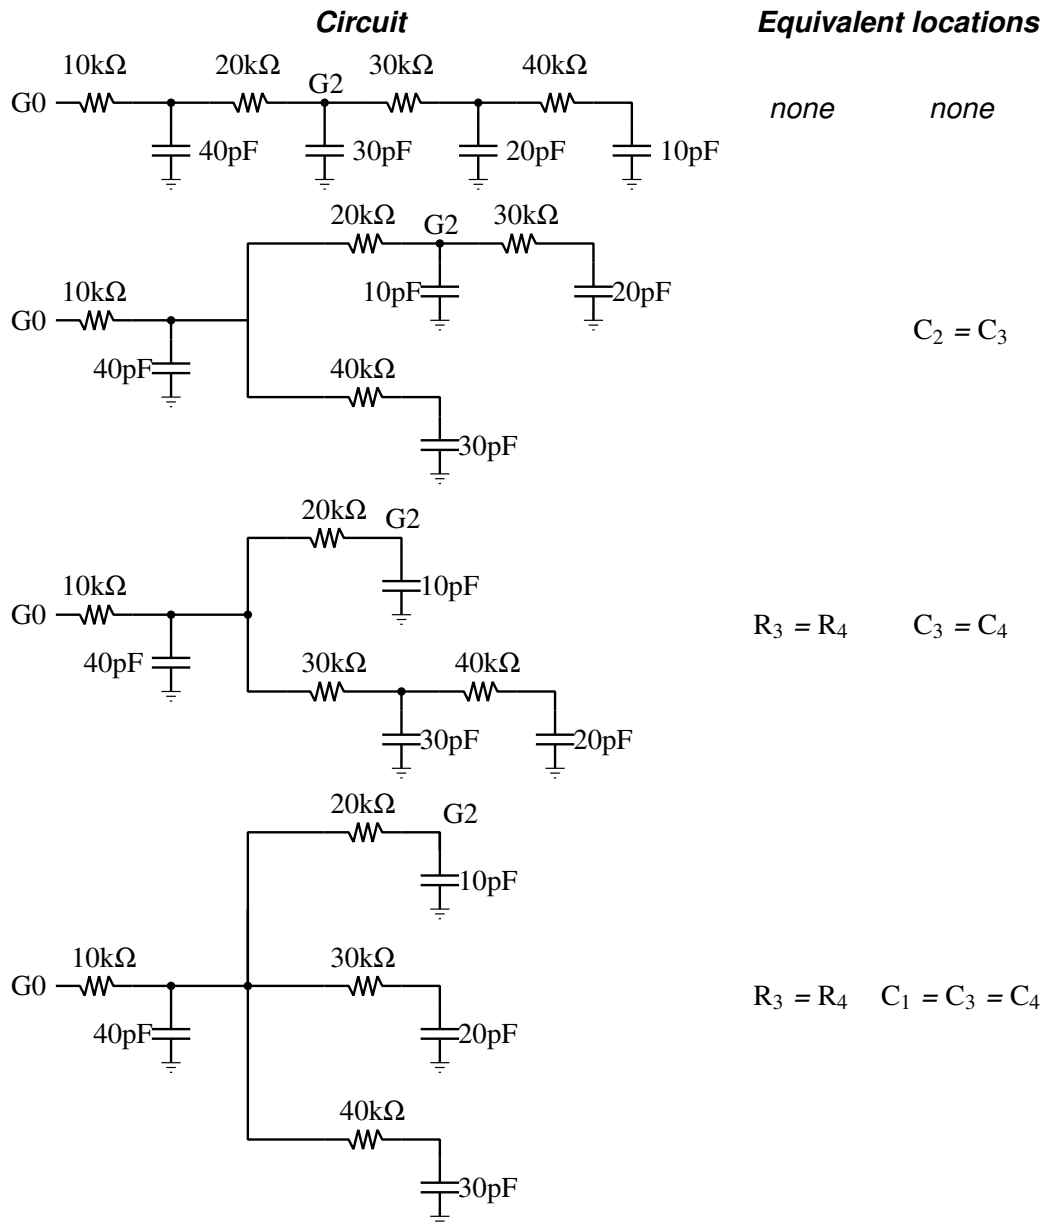 Circuit Equivalent locations
10kΩ 20kΩ G2 30kΩ 40kΩ
G0 none none
40pF 30pF 20pF 10pF
20kΩ G2 30kΩ
10kΩ 10pF 20pF
G0 C2 = C3
40pF 40kΩ
30pF
20kΩ G2
10kΩ 10pF
G0 R3 = R4 C3 = C4
40pF 30kΩ 40kΩ
30pF 20pF
20kΩ G2
10pF
10kΩ 30kΩ
G0 R3 = R4 C1 = C3 = C4
40pF 20pF
40kΩ
30pF